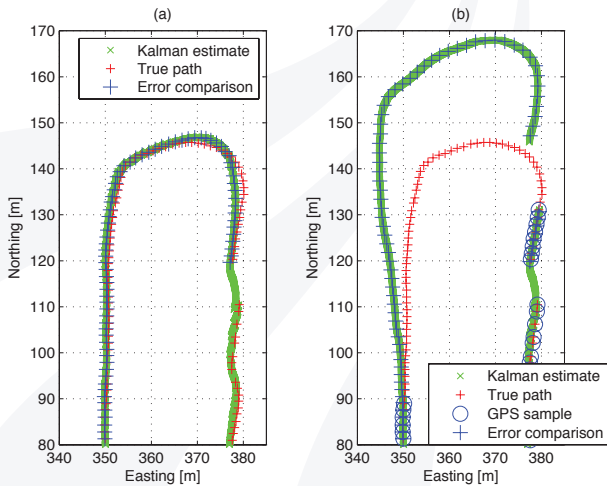 (a)
170
160
150
140
130
120
110
100
90
80
340
350
360
370
380
Northing [m]
Easting [m]
Kalman estimate
True path
Error comparison
(b)
170
160
150
140
130
120
110
100
90
80
340
350
360
370
380
Northing [m]
Easting [m]
Kalman estimate
True path
GPS sample
Error comparison